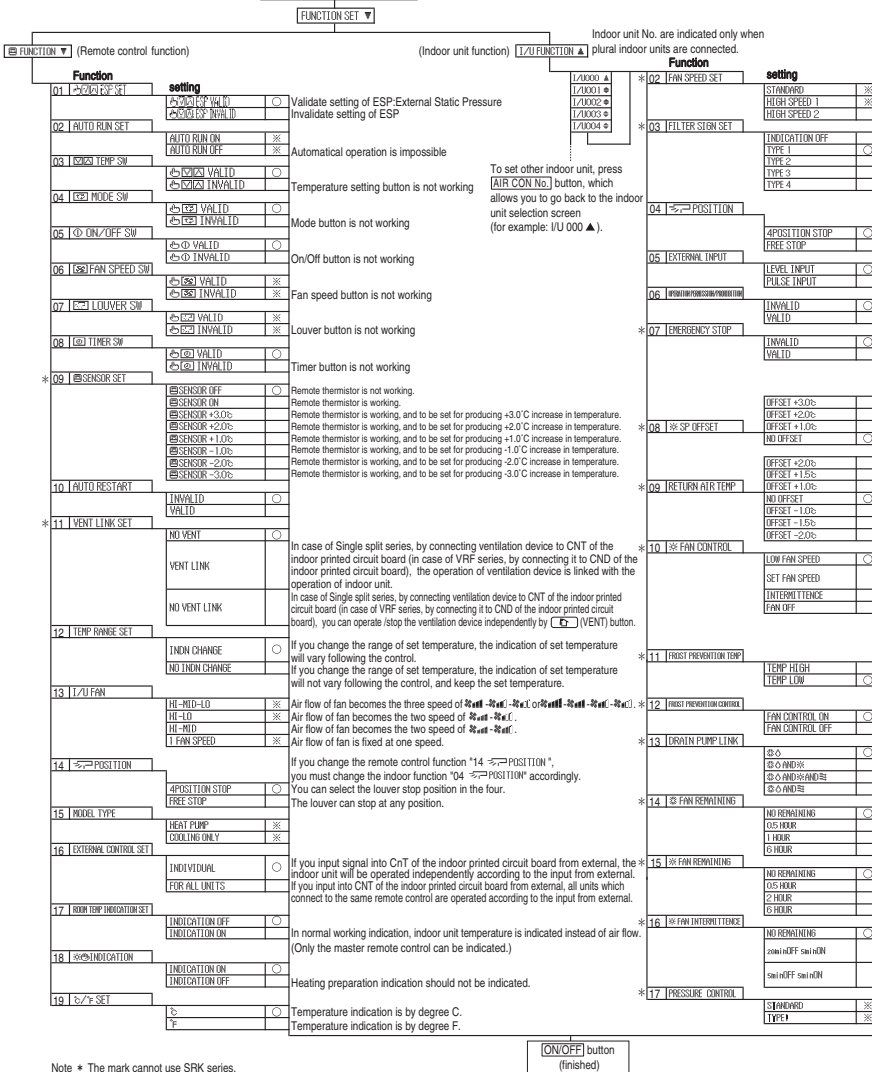 FUNCTION SET ▼
FUNCTION ▼ (Remote control function)
Function
setting
01 ESP SET
ESP VALID ○ Validate setting of ESP:External Static Pressure
ESP INVALID Invalidate setting of ESP
02 AUTO RUN SET
AUTO RUN ON ※
AUTO RUN OFF ※ Automatical operation is impossible
03 TEMP SW
VALID ○
INVALID Temperature setting button is not working
04 MODE SW
VALID ○
INVALID Mode button is not working
05 ON/OFF SW
VALID ○
INVALID On/Off button is not working
06 FAN SPEED SW
VALID ※
INVALID ※ Fan speed button is not working
07 LOUVER SW
VALID ※
INVALID ※ Louver button is not working
08 TIMER SW
VALID ○
INVALID Timer button is not working
* 09 SENSOR SET
SENSOR OFF ○ Remote thermistor is not working.
SENSOR ON Remote thermistor is working.
SENSOR +3.0℃ Remote thermistor is working, and to be set for producing +3.0˚C increase in temperature.
SENSOR +2.0℃ Remote thermistor is working, and to be set for producing +2.0˚C increase in temperature.
SENSOR +1.0℃ Remote thermistor is working, and to be set for producing +1.0˚C increase in temperature.
SENSOR -1.0℃ Remote thermistor is working, and to be set for producing -1.0˚C increase in temperature.
SENSOR -2.0℃ Remote thermistor is working, and to be set for producing -2.0˚C increase in temperature.
SENSOR -3.0℃ Remote thermistor is working, and to be set for producing -3.0˚C increase in temperature.
10 AUTO RESTART
INVALID ○
VALID
* 11 VENT LINK SET
NO VENT ○
VENT LINK
In case of Single split series, by connecting ventilation device to CNT of the
indoor printed circuit board (in case of VRF series, by connecting it to CND of the
indoor printed circuit board), the operation of ventilation device is linked with the
operation of indoor unit.
NO VENT LINK
In case of Single split series, by connecting ventilation device to CNT of the indoor printed
circuit board (in case of VRF series, by connecting it to CND of the indoor printed circuit
board), you can operate /stop the ventilation device independently by (VENT) button.
12 TEMP RANGE SET
INDN CHANGE ○ If you change the range of set temperature, the indication of set temperature
will vary following the control.
NO INDN CHANGE If you change the range of set temperature, the indication of set temperature
will not vary following the control, and keep the set temperature.
13 I/U FAN
HI-MID-LO ※ Air flow of fan becomes the three speed of - - or - - - .
HI-LO ※ Air flow of fan becomes the two speed of - .
HI-MID Air flow of fan becomes the two speed of - .
1 FAN SPEED ※ Air flow of fan is fixed at one speed.
14 POSITION
If you change the remote control function "14 POSITION ",
you must change the indoor function "04 POSITION" accordingly.
4POSITION STOP ○ You can select the louver stop position in the four.
FREE STOP The louver can stop at any position.
15 MODEL TYPE
HEAT PUMP ※
COOLING ONLY ※
16 EXTERNAL CONTROL SET
INDIVIDUAL ○ If you input signal into CnT of the indoor printed circuit board from external, the
indoor unit will be operated independently according to the input from external.
FOR ALL UNITS If you input into CNT of the indoor printed circuit board from external, all units which
connect to the same remote control are operated according to the input from external.
17 ROOM TEMP INDICATION SET
INDICATION OFF ○
INDICATION ON In normal working indication, indoor unit temperature is indicated instead of air flow.
(Only the master remote control can be indicated.)
18 INDICATION
INDICATION ON ○
INDICATION OFF Heating preparation indication should not be indicated.
19 ℃/℉ SET
℃ ○ Temperature indication is by degree C.
℉ Temperature indication is by degree F.
Note * The mark cannot use SRK series.
ON/OFF button
(finished)
Indoor unit No. are indicated only when
(Indoor unit function) I/U FUNCTION ▲ plural indoor units are connected.
I/U000 ▲
I/U001
I/U002
I/U003
I/U004
To set other indoor unit, press
AIR CON No. button, which
allows you to go back to the indoor
unit selection screen
(for example: I/U 000 ▲).
Function
setting
* 02 FAN SPEED SET
STANDARD ※
HIGH SPEED 1 ※
HIGH SPEED 2
* 03 FILTER SIGN SET
INDICATION OFF
TYPE 1 ○
TYPE 2
TYPE 3
TYPE 4
04 POSITION
4POSITION STOP ○
FREE STOP
05 EXTERNAL INPUT
LEVEL INPUT ○
PULSE INPUT
06 OPERATION PERMISSION/PROHIBITION
INVALID ○
VALID
* 07 EMERGENCY STOP
INVALID ○
VALID
* 08 SP OFFSET
OFFSET +3.0℃
OFFSET +2.0℃
OFFSET +1.0℃
NO OFFSET ○
* 09 RETURN AIR TEMP
OFFSET +2.0℃
OFFSET +1.5℃
OFFSET +1.0℃
NO OFFSET ○
OFFSET -1.0℃
OFFSET -1.5℃
OFFSET -2.0℃
* 10 FAN CONTROL
LOW FAN SPEED ○
SET FAN SPEED
INTERMITTENCE
FAN OFF
* 11 FROST PREVENTION TEMP
TEMP HIGH
TEMP LOW ○
* 12 FROST PREVENTION CONTROL
FAN CONTROL ON ○
FAN CONTROL OFF
* 13 DRAIN PUMP LINK
○
AND
AND AND
AND
* 14 FAN REMAINING
NO REMAINING ○
0.5 HOUR
1 HOUR
6 HOUR
* 15 FAN REMAINING
NO REMAINING ○
0.5 HOUR
2 HOUR
6 HOUR
* 16 FAN INTERMITTENCE
NO REMAINING ○
20minOFF 5minON
5minOFF 5minON
* 17 PRESSURE CONTROL
STANDARD ※
TYPE1 ※